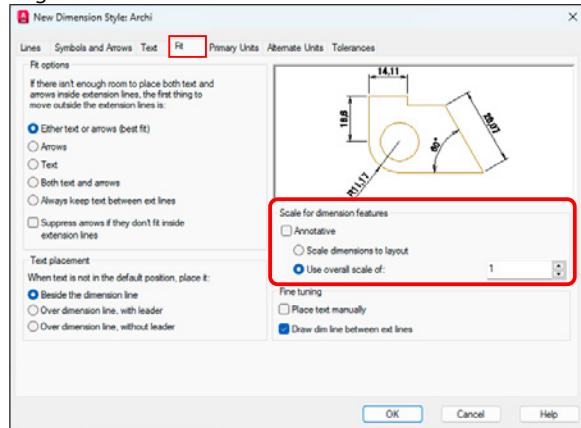 New Dimension Style: Archi
Lines Symbols and Arrows Text Fit Primary Units Alternate Units Tolerances
Fit options
If there isn't enough room to place both text and
arrows inside extension lines, the first thing to
move outside the extension lines is:
Either text or arrows (best fit)
Arrows
Text
Both text and arrows
Always keep text between ext lines
Suppress arrows if they don't fit inside
extension lines
Text placement
When text is not in the default position, place it:
Beside the dimension line
Over dimension line, with leader
Over dimension line, without leader
14,11
16,6
28,07
60°
R11,17
Scale for dimension features
Annotative
Scale dimensions to layout
Use overall scale of: 1
Fine tuning
Place text manually
Draw dim line between ext lines
OK Cancel Help